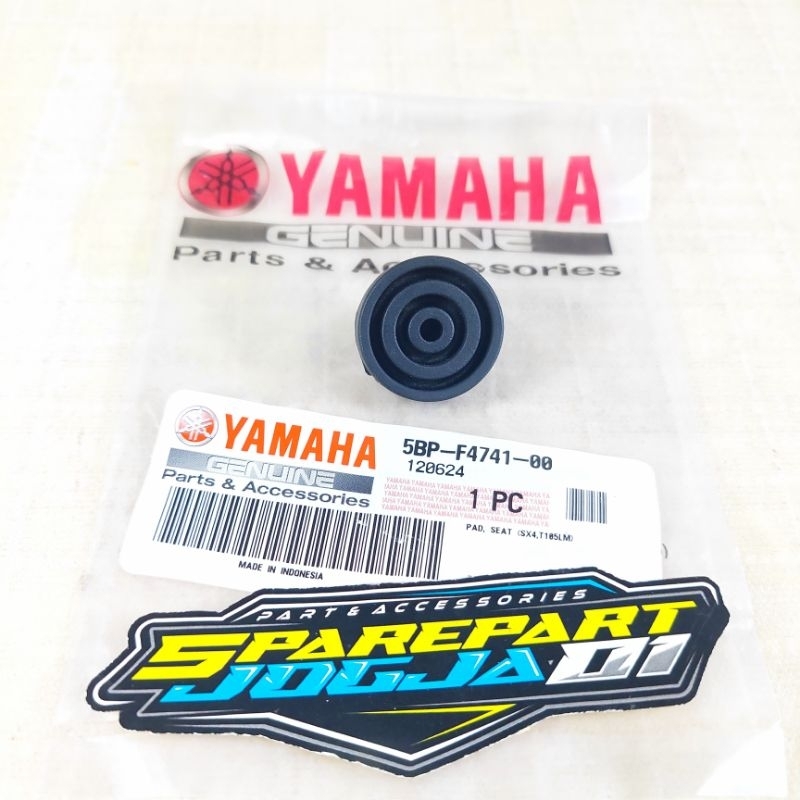 YAMAHA
GENUINE
Parts & Accessories
YAMAHA
GENUINE
Parts & Accessories
5BP-F4741-00
120624
1 PC
PAD, SEAT (SX4,T105LM)
MADE IN INDONESIA
PART & ACCESSORIES
SPAREPART
JOGJA 01